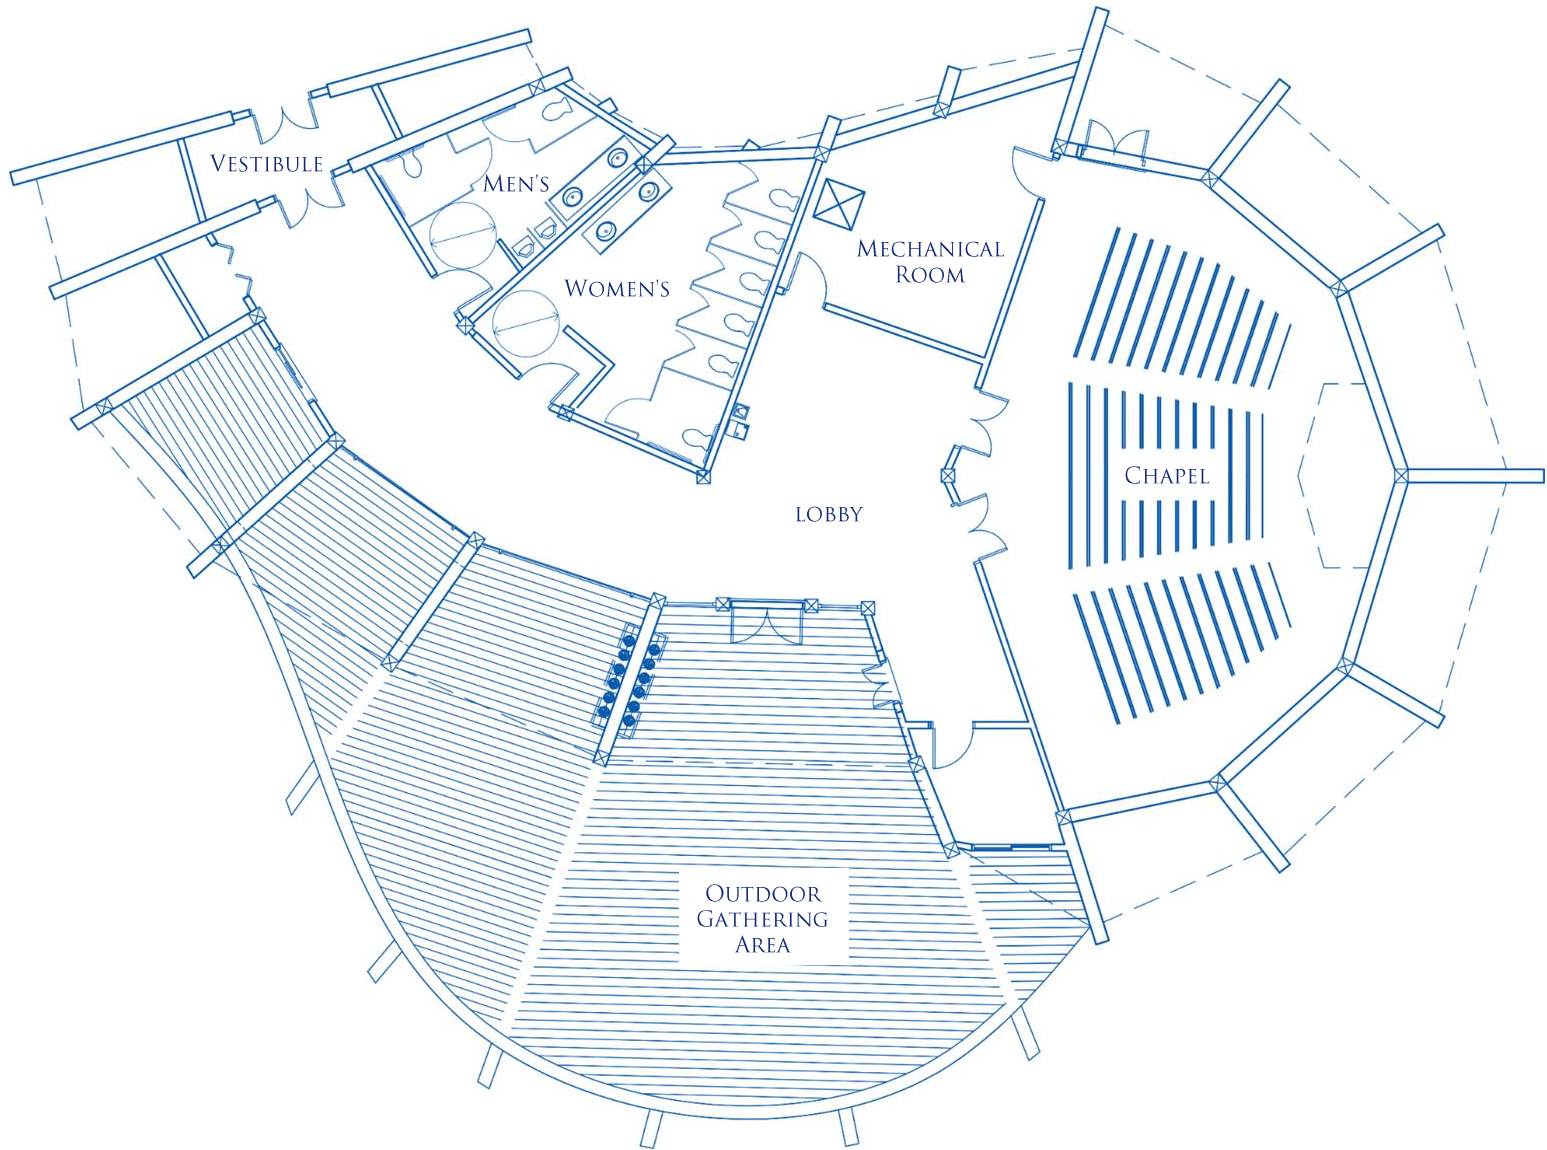 Vestibule
Men's
Women's
Mechanical
Room
Chapel
LOBBY
Outdoor
Gathering
Area